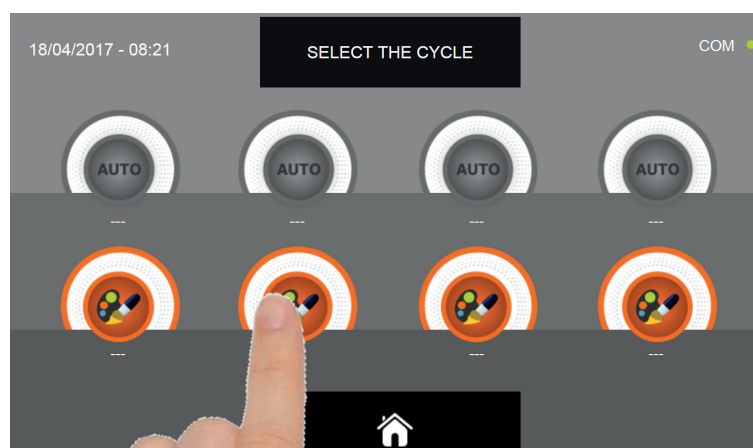 18/04/2017 - 08:21
SELECT THE CYCLE
COM
AUTO AUTO AUTO AUTO
--- --- --- ---
--- --- ---